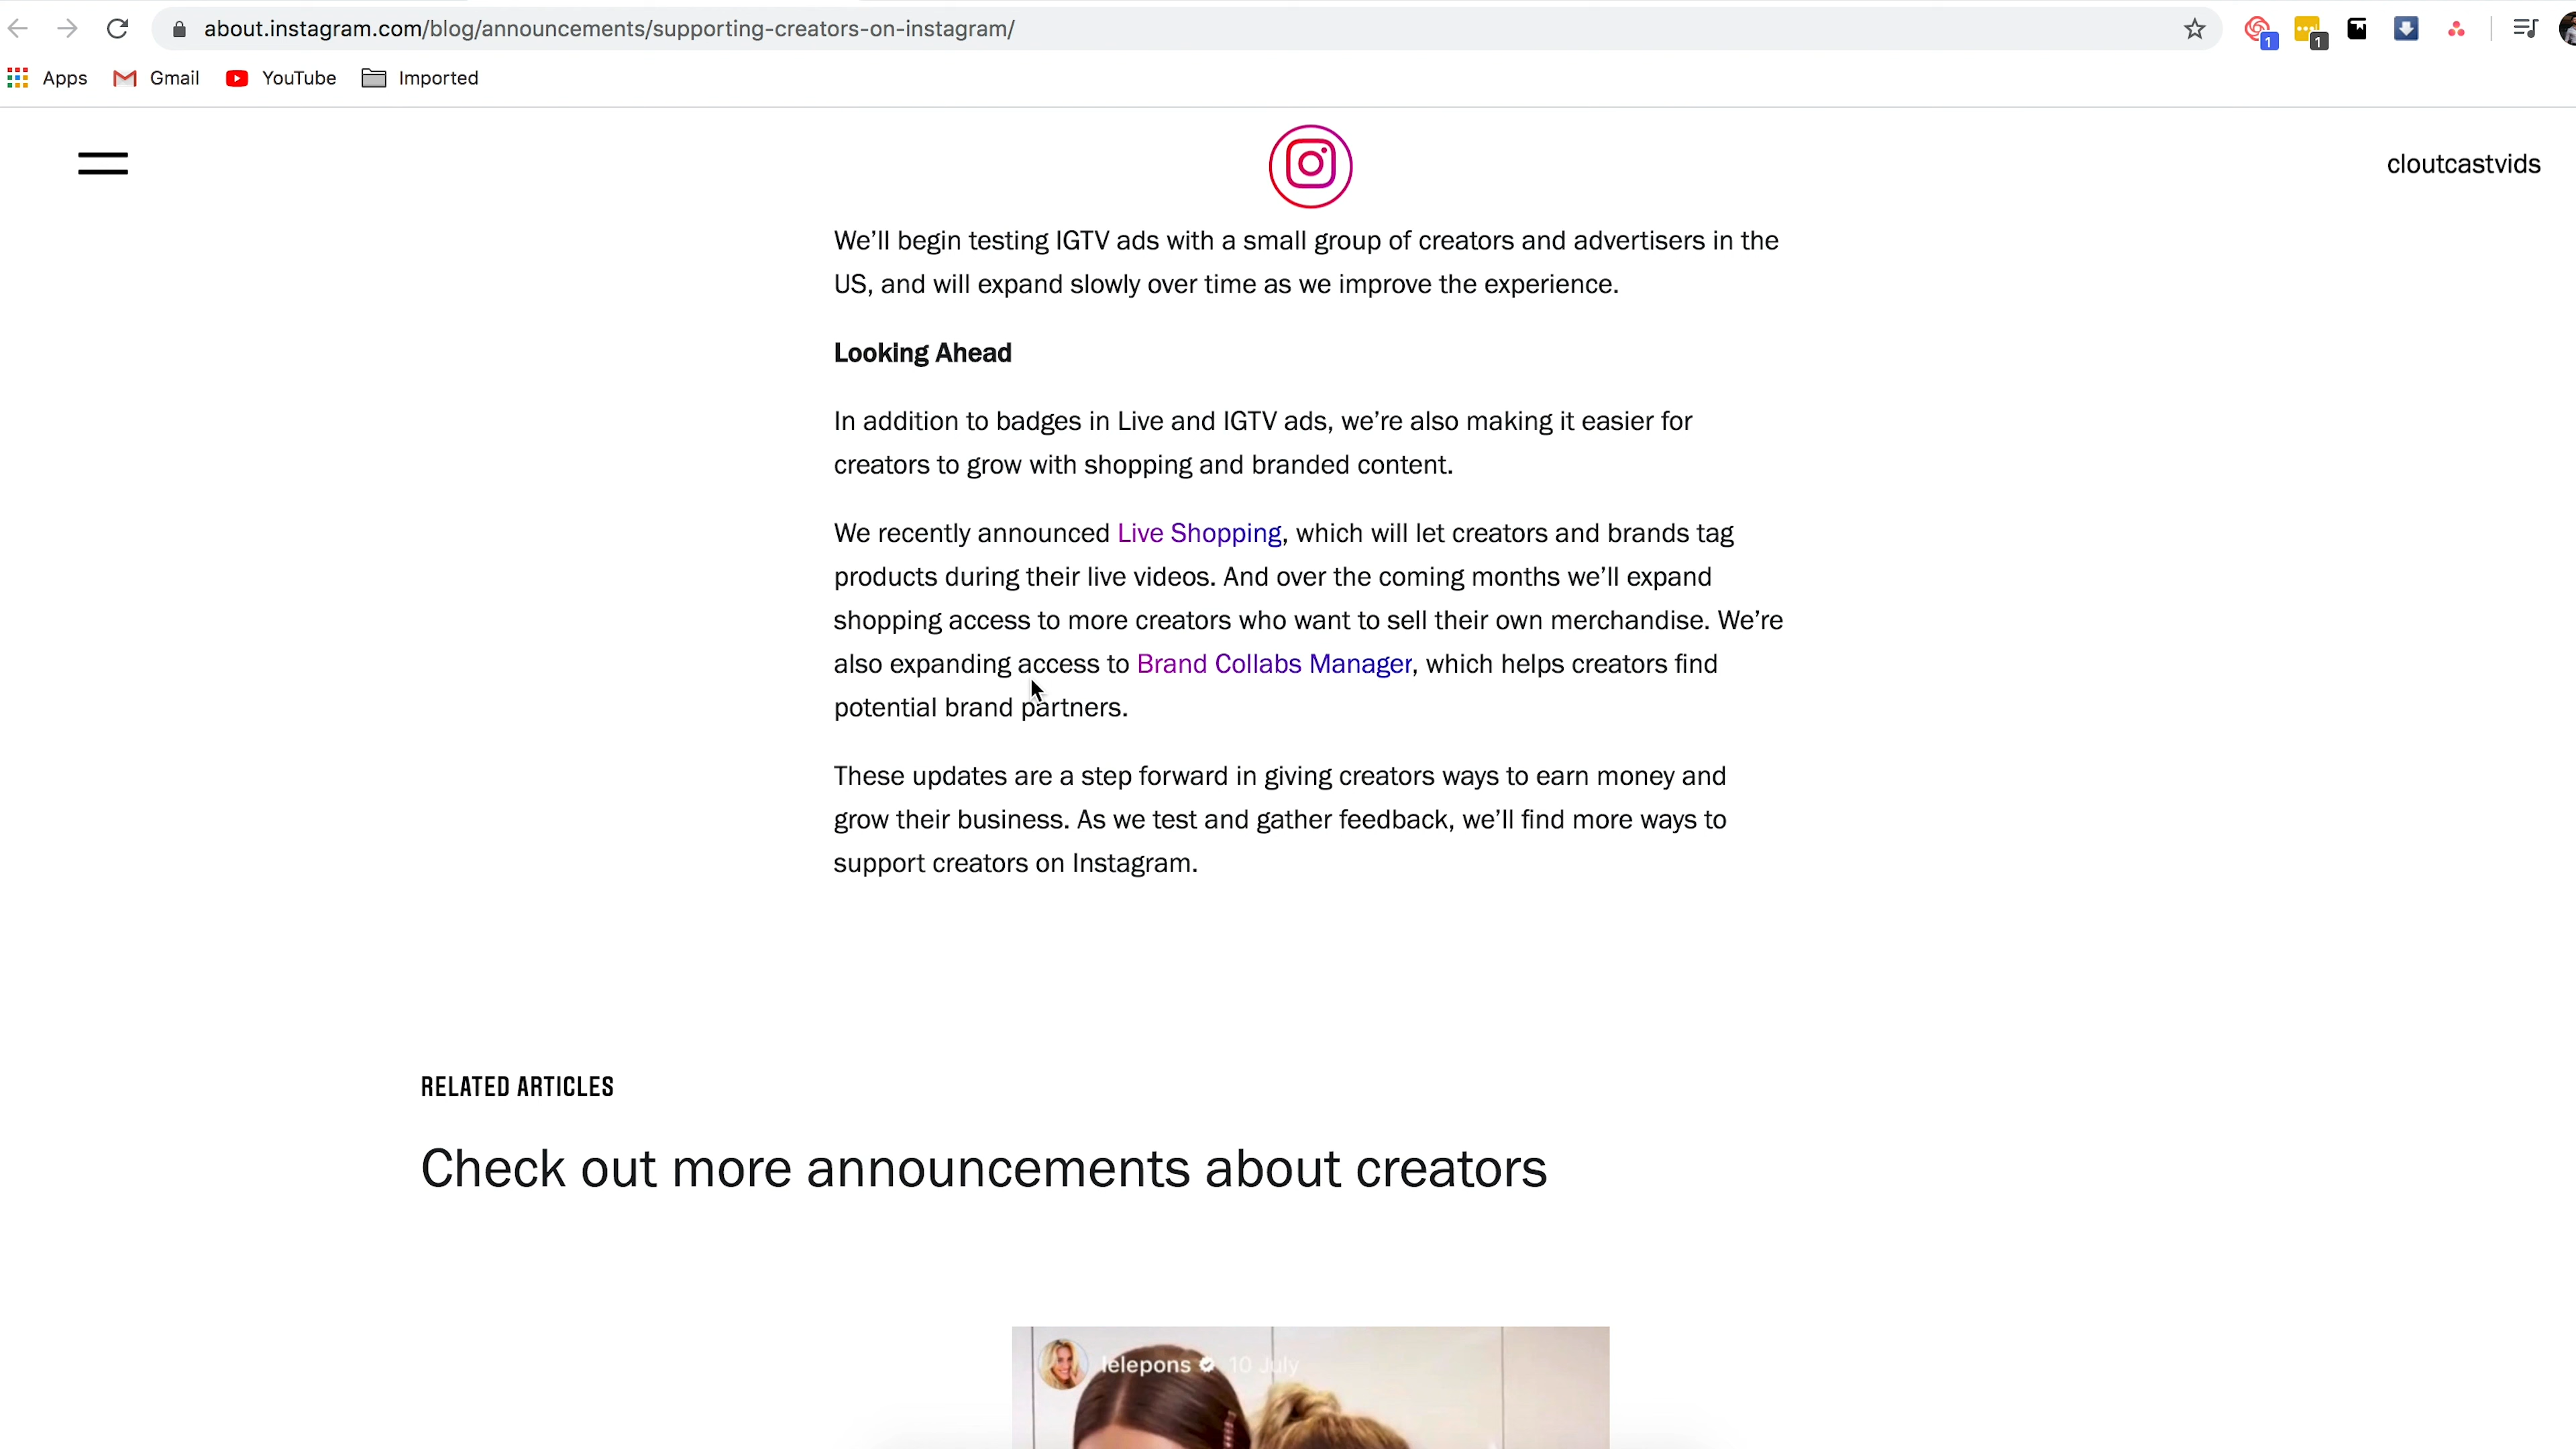 about.instagram.com/blog/announcements/supporting-creators-on-instagram/
1
1
Apps
Gmail
YouTube
Imported
cloutcastvids
We’ll begin testing IGTV ads with a small group of creators and advertisers in the
US, and will expand slowly over time as we improve the experience.
Looking Ahead
In addition to badges in Live and IGTV ads, we’re also making it easier for
creators to grow with shopping and branded content.
We recently announced Live Shopping, which will let creators and brands tag
products during their live videos. And over the coming months we’ll expand
shopping access to more creators who want to sell their own merchandise. We’re
also expanding access to Brand Collabs Manager, which helps creators find
potential brand partners.
These updates are a step forward in giving creators ways to earn money and
grow their business. As we test and gather feedback, we’ll find more ways to
support creators on Instagram.
RELATED ARTICLES
Check out more announcements about creators
lelepons 10 July